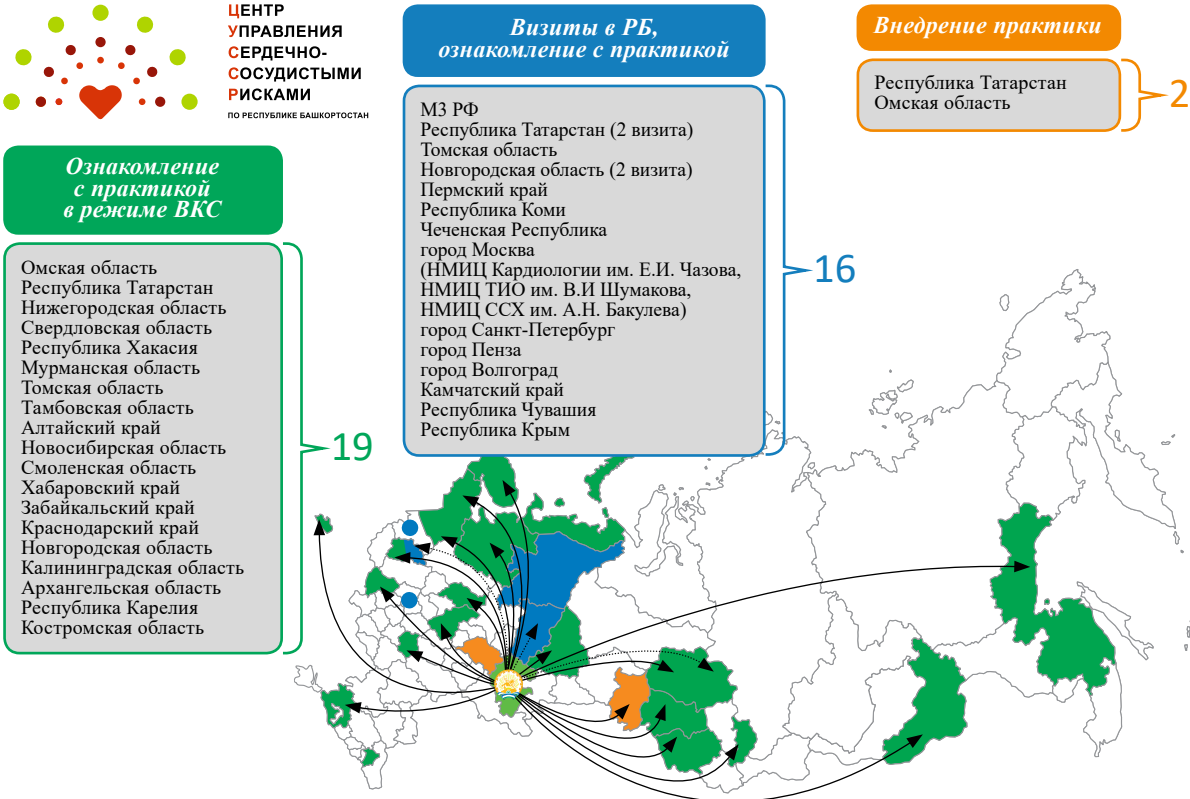 ЦЕНТР
УПРАВЛЕНИЯ
СЕРДЕЧНО-
СОСУДИСТЫМИ
РИСКАМИ
ПО РЕСПУБЛИКЕ БАШКОРТОСТАН
Визиты в РБ,
ознакомление с практикой
МЗ РФ
Республика Татарстан (2 визита)
Томская область
Новгородская область (2 визита)
Пермский край
Республика Коми
Чеченская Республика
город Москва
(НМИЦ Кардиологии им. Е.И. Чазова,
НМИЦ ТИО им. В.И Шумакова,
НМИЦ ССХ им. А.Н. Бакулева)
город Санкт-Петербург
город Пенза
город Волгоград
Камчатский край
Республика Чувашия
Республика Крым
16
Внедрение практики
Республика Татарстан
Омская область
2
Ознакомление
с практикой
в режиме ВКС
Омская область
Республика Татарстан
Нижегородская область
Свердловская область
Республика Хакасия
Мурманская область
Томская область
Тамбовская область
Алтайский край
Новосибирская область
Смоленская область
Хабаровский край
Забайкальский край
Краснодарский край
Новгородская область
Калининградская область
Архангельская область
Республика Карелия
Костромская область
19